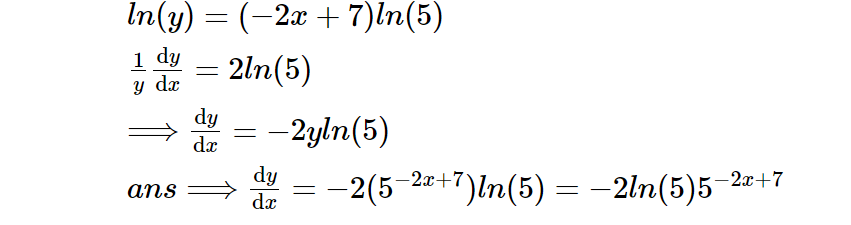 ln(y) = (−2x + 7)ln(5)
1/y dy/dx = 2ln(5)
⟹ dy/dx = −2yln(5)
ans ⟹ dy/dx = −2(5^{−2x+7})ln(5) = −2ln(5)5^{−2x+7}